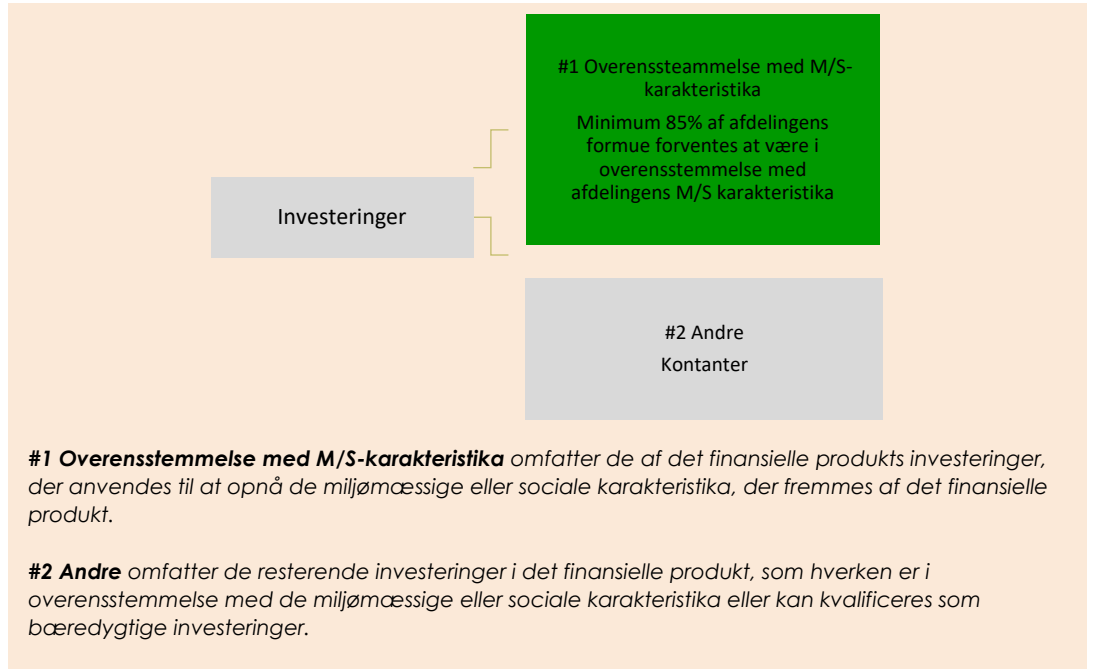 #1 Overenssteammelse med M/S-
karakteristika
Minimum 85% af afdelingens
formue forventes at være i
overensstemmelse med
afdelingens M/S karakteristika
Investeringer
#2 Andre
Kontanter
#1 Overensstemmelse med M/S-karakteristika omfatter de af det finansielle produkts investeringer,
der anvendes til at opnå de miljømæssige eller sociale karakteristika, der fremmes af det finansielle
produkt.
#2 Andre omfatter de resterende investeringer i det finansielle produkt, som hverken er i
overensstemmelse med de miljømæssige eller sociale karakteristika eller kan kvalificeres som
bæredygtige investeringer.